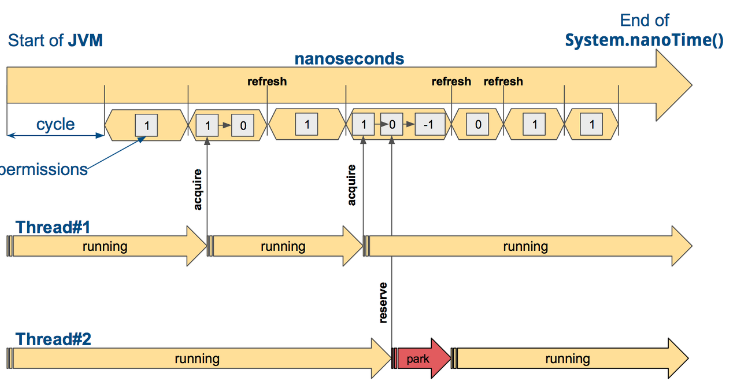 Start of JVM
End of
System.nanoTime()
nanoseconds
refresh refresh refresh
cycle
1 1 0 1 1 0 -1 0 1 1
permissions
acquire
acquire
Thread#1
running running running
reserve
Thread#2
running park running